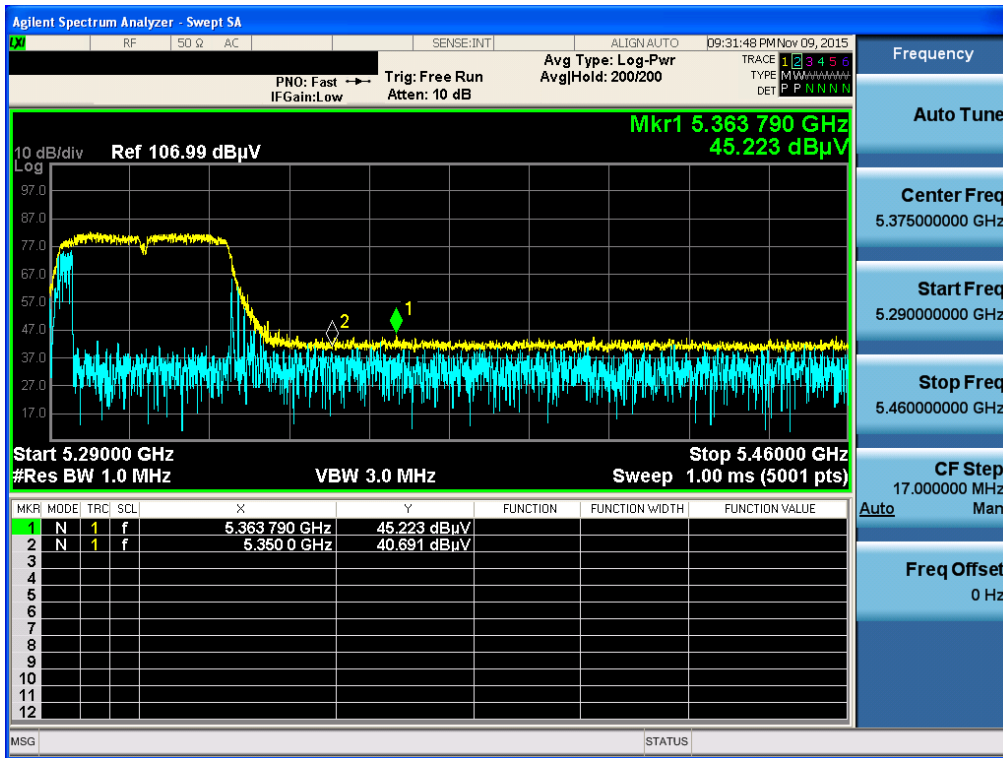 Agilent Spectrum Analyzer - Swept SA
LXI RF 50 Ω AC SENSE:INT ALIGN AUTO 09:31:48 PM Nov 09, 2015
PNO: Fast Trig: Free Run Avg Type: Log-Pwr TRACE 1 2 3 4 5 6
IFGain:Low Atten: 10 dB Avg|Hold: 200/200 TYPE M W W W W W
DET P P N N N N
Mkr1 5.363 790 GHz
45.223 dBµV
10 dB/div Ref 106.99 dBµV
Log
97.0
87.0
77.0
67.0
57.0
47.0
37.0
27.0
17.0
2
1
Start 5.29000 GHz Stop 5.46000 GHz
#Res BW 1.0 MHz VBW 3.0 MHz Sweep 1.00 ms (5001 pts)
MKR MODE TRC SCL X Y FUNCTION FUNCTION WIDTH FUNCTION VALUE
1 N 1 f 5.363 790 GHz 45.223 dBµV
2 N 1 f 5.350 0 GHz 40.691 dBµV
3
4
5
6
7
8
9
10
11
12
MSG STATUS
Frequency
Auto Tune
Center Freq
5.375000000 GHz
Start Freq
5.290000000 GHz
Stop Freq
5.460000000 GHz
CF Step
17.000000 MHz
Auto Man
Freq Offset
0 Hz